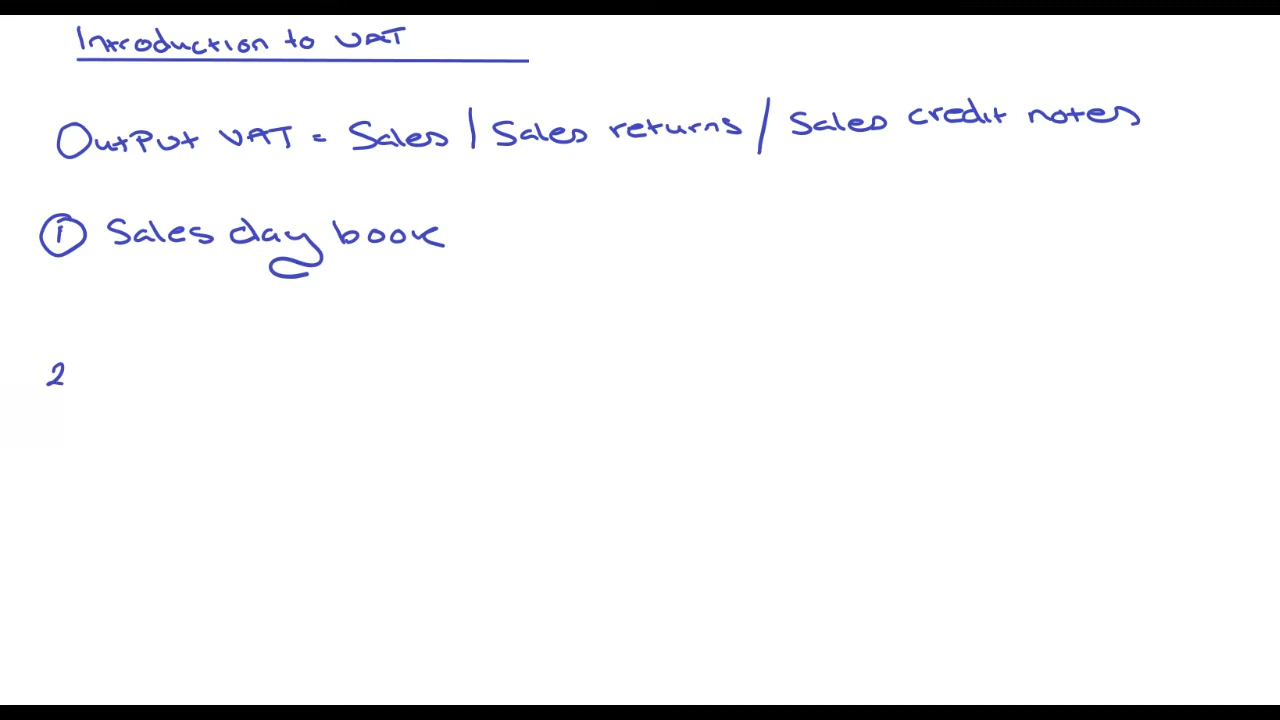 Introduction to VAT
Output VAT = Sales | Sales returns / Sales credit notes
① Sales day book
2